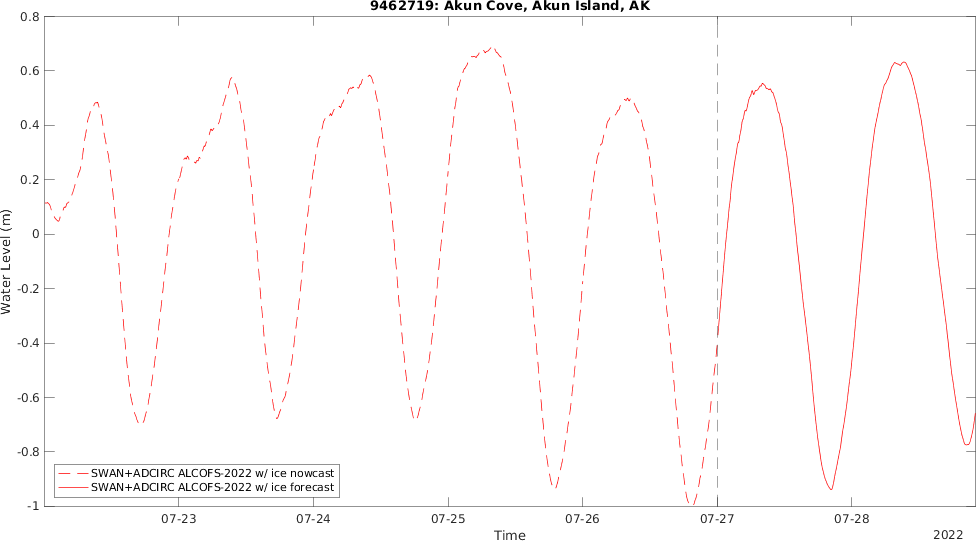 9462719: Akun Cove, Akun Island, AK
0.8
0.6
0.4
0.2
0
-0.2
-0.4
-0.6
-0.8
-1
Water Level (m)
SWAN+ADCIRC ALCOFS-2022 w/ ice nowcast
SWAN+ADCIRC ALCOFS-2022 w/ ice forecast
07-23 07-24 07-25 07-26 07-27 07-28
Time
2022